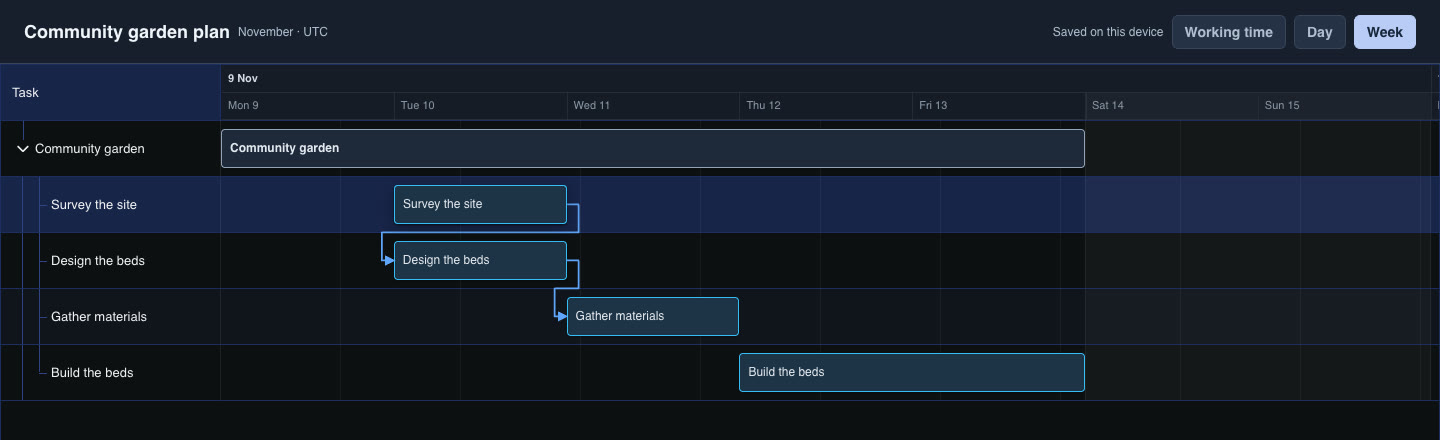 Community garden plan November · UTC
Saved on this device Working time Day Week
Task
9 Nov
Mon 9 Tue 10 Wed 11 Thu 12 Fri 13 Sat 14 Sun 15
Community garden Community garden
Survey the site Survey the site
Design the beds Design the beds
Gather materials Gather materials
Build the beds Build the beds